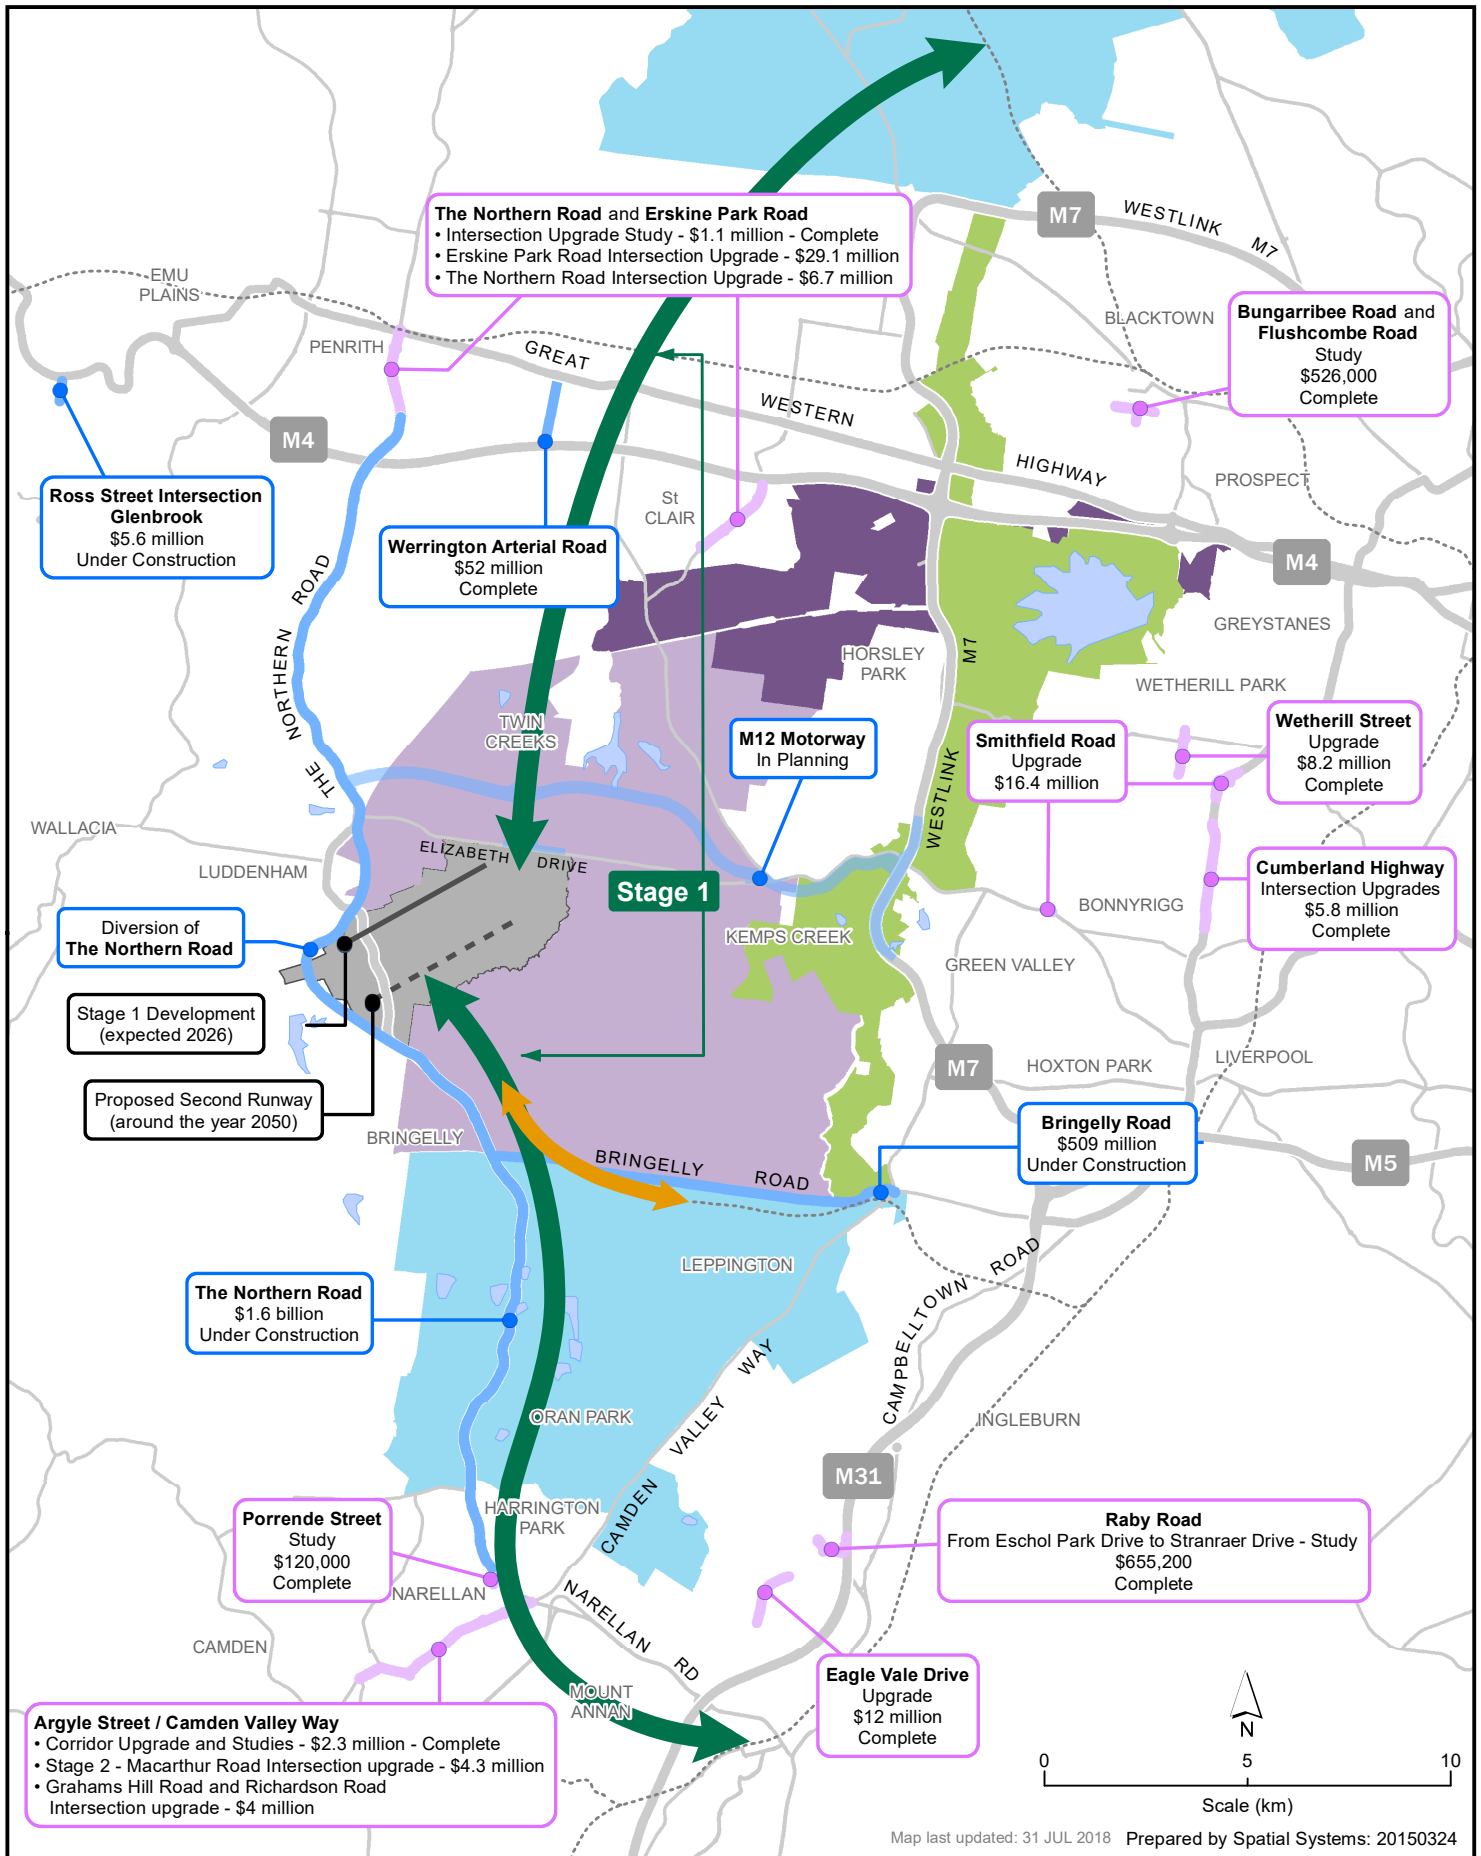 M7
WESTLINK
M7
The Northern Road and Erskine Park Road
• Intersection Upgrade Study - $1.1 million - Complete
• Erskine Park Road Intersection Upgrade - $29.1 million
• The Northern Road Intersection Upgrade - $6.7 million
EMU
PLAINS
PENRITH
GREAT
WESTERN
HIGHWAY
BLACKTOWN
Bungarribee Road and
Flushcombe Road
Study
$526,000
Complete
M4
Ross Street Intersection
Glenbrook
$5.6 million
Under Construction
St
CLAIR
PROSPECT
Werrington Arterial Road
$52 million
Complete
M4
THE NORTHERN ROAD
GREYSTANES
HORSLEY
PARK
M7
WESTLINK
WETHERILL PARK
TWIN
CREEKS
M12 Motorway
In Planning
Smithfield Road
Upgrade
$16.4 million
Wetherill Street
Upgrade
$8.2 million
Complete
WALLACIA
LUDDENHAM
ELIZABETH DRIVE
Stage 1
Cumberland Highway
Intersection Upgrades
$5.8 million
Complete
BONNYRIGG
Diversion of
The Northern Road
KEMPS CREEK
GREEN VALLEY
Stage 1 Development
(expected 2026)
M7
HOXTON PARK
LIVERPOOL
Proposed Second Runway
(around the year 2050)
BRINGELLY
BRINGELLY ROAD
Bringelly Road
$509 million
Under Construction
M5
LEPPINGTON
CAMPBELLTOWN ROAD
The Northern Road
$1.6 billion
Under Construction
CAMDEN VALLEY WAY
ORAN PARK
INGLEBURN
M31
HARRINGTON
PARK
Porrende Street
Study
$120,000
Complete
Raby Road
From Eschol Park Drive to Stranraer Drive - Study
$655,200
Complete
NARELLAN
NARELLAN RD
CAMDEN
MOUNT
ANNAN
Eagle Vale Drive
Upgrade
$12 million
Complete
Argyle Street / Camden Valley Way
• Corridor Upgrade and Studies - $2.3 million - Complete
• Stage 2 - Macarthur Road Intersection upgrade - $4.3 million
• Grahams Hill Road and Richardson Road
Intersection upgrade - $4 million
N
0 5 10
Scale (km)
Map last updated: 31 JUL 2018 Prepared by Spatial Systems: 20150324